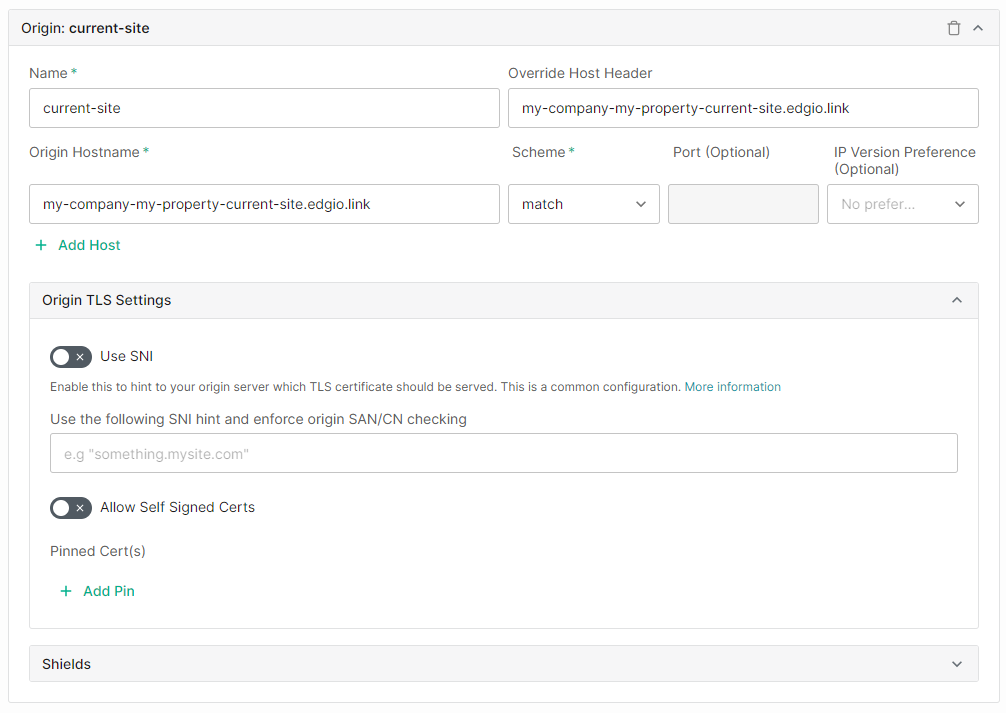 Origin: current-site
Name *
Override Host Header
current-site
my-company-my-property-current-site.edgio.link
Origin Hostname *
Scheme *
Port (Optional)
IP Version Preference
(Optional)
my-company-my-property-current-site.edgio.link
match
No prefer...
+ Add Host
Origin TLS Settings
Use SNI
Enable this to hint to your origin server which TLS certificate should be served. This is a common configuration. More information
Use the following SNI hint and enforce origin SAN/CN checking
e.g "something.mysite.com"
Allow Self Signed Certs
Pinned Cert(s)
+ Add Pin
Shields